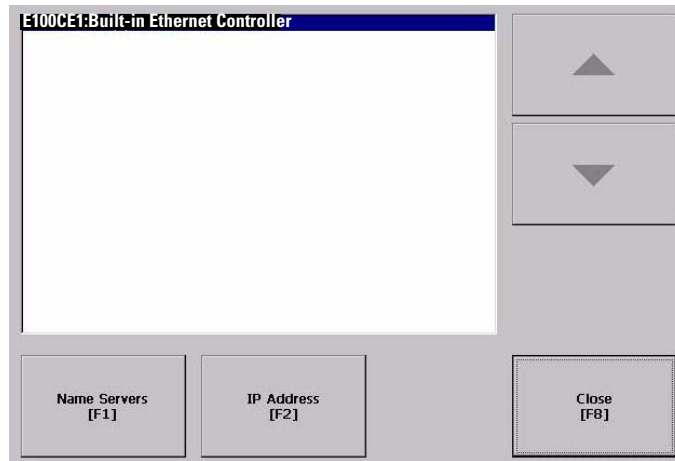 E100CE1:Built-in Ethernet Controller
Name Servers
[F1]
IP Address
[F2]
Close
[F8]